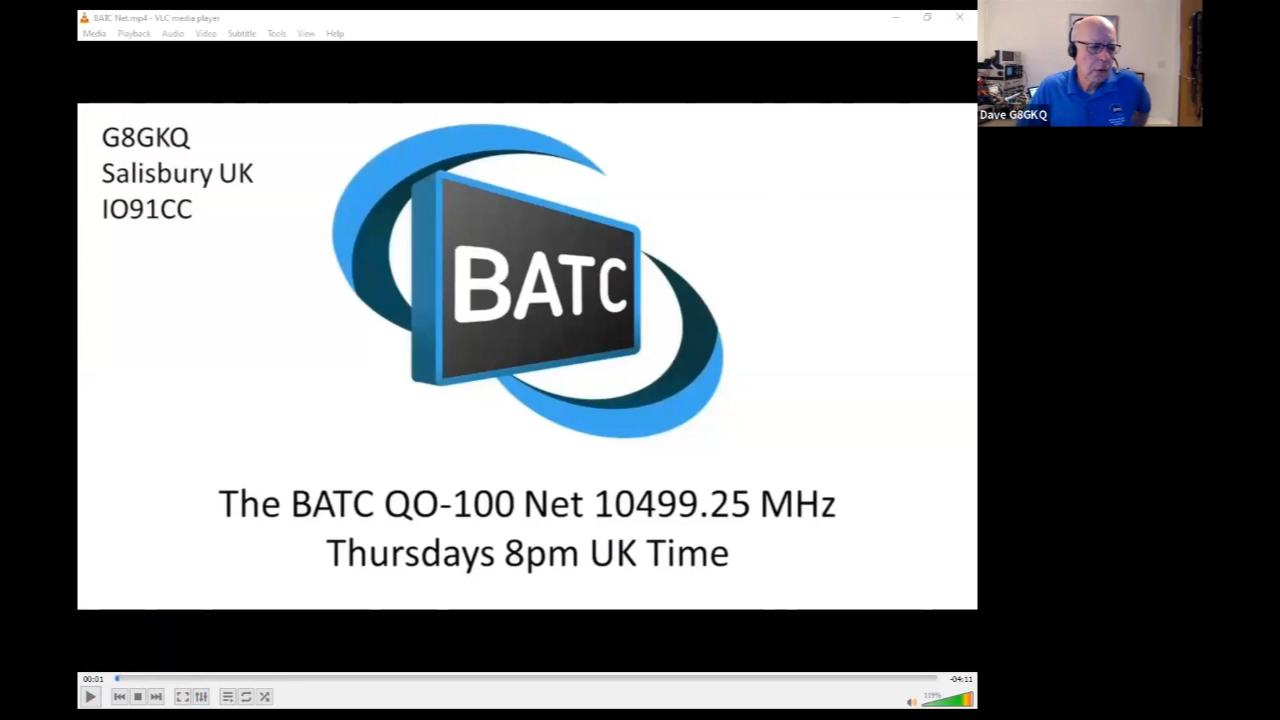 BATC Net.mp4 - VLC media player
Media Playback Audio Video Subtitle Tools View Help
Dave G8GKQ
G8GKQ
Salisbury UK
IO91CC
BATC
The BATC QO-100 Net 10499.25 MHz
Thursdays 8pm UK Time
00:01
-04:11
119%